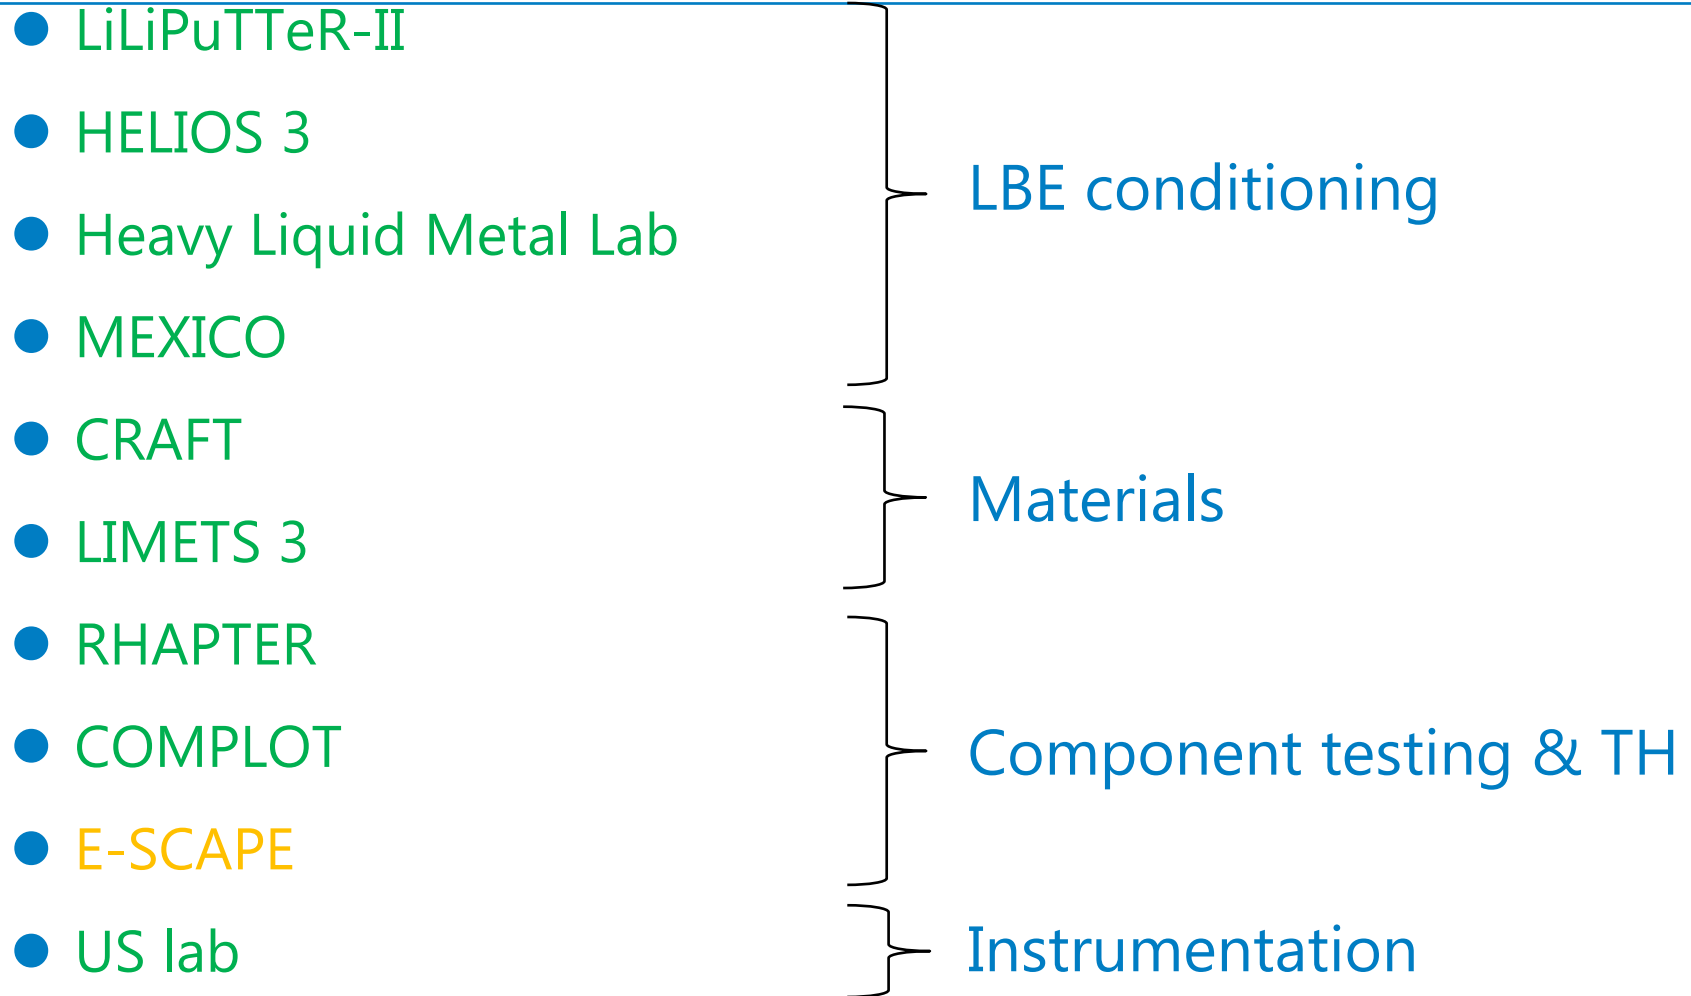 LiLiPuTTeR-II
HELIOS 3
Heavy Liquid Metal Lab
MEXICO
LBE conditioning
CRAFT
LIMETS 3
Materials
RHAPTER
COMPLOT
E-SCAPE
Component testing & TH
US lab
Instrumentation